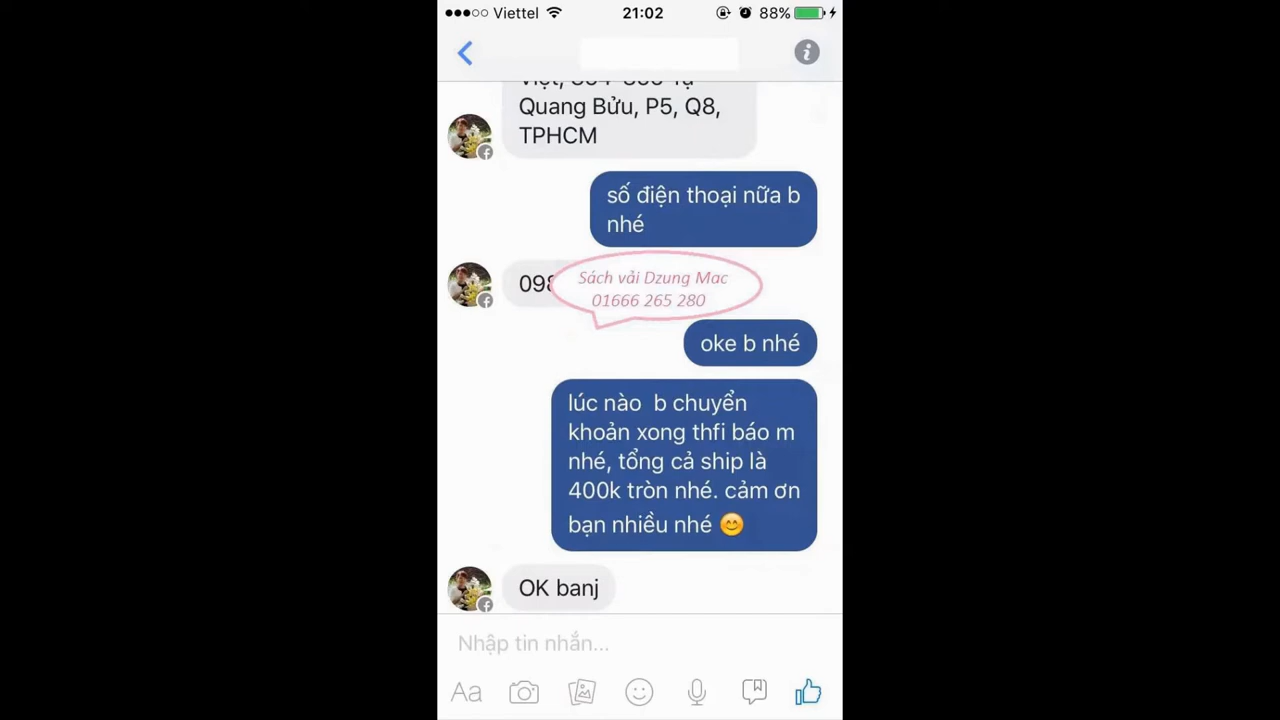 Viettel 21:02 88%
Quang Bửu, P5, Q8,
TPHCM
số điện thoại nữa b
nhé
098
Sách vải Dzung Mac
01666 265 280
oke b nhé
lúc nào b chuyển
khoản xong thfi báo m
nhé, tổng cả ship là
400k tròn nhé. cảm ơn
bạn nhiều nhé 😊
OK banj
Nhập tin nhắn...
Aa